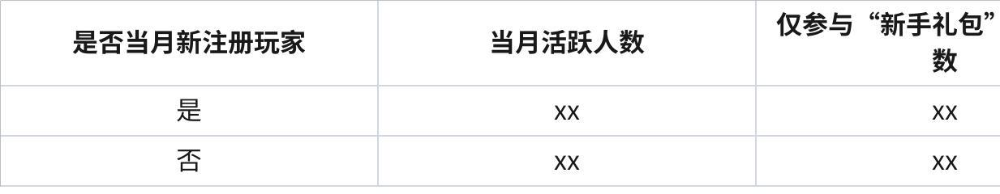 是否当月新注册玩家 当月活跃人数 仅参与“新手礼包”
数
是 xx xx
否 xx xx